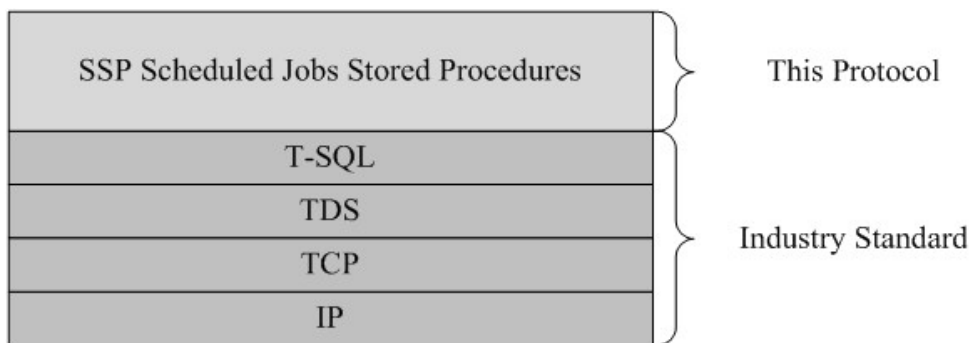 SSP Scheduled Jobs Stored Procedures
This Protocol
T-SQL
TDS
TCP
IP
Industry Standard